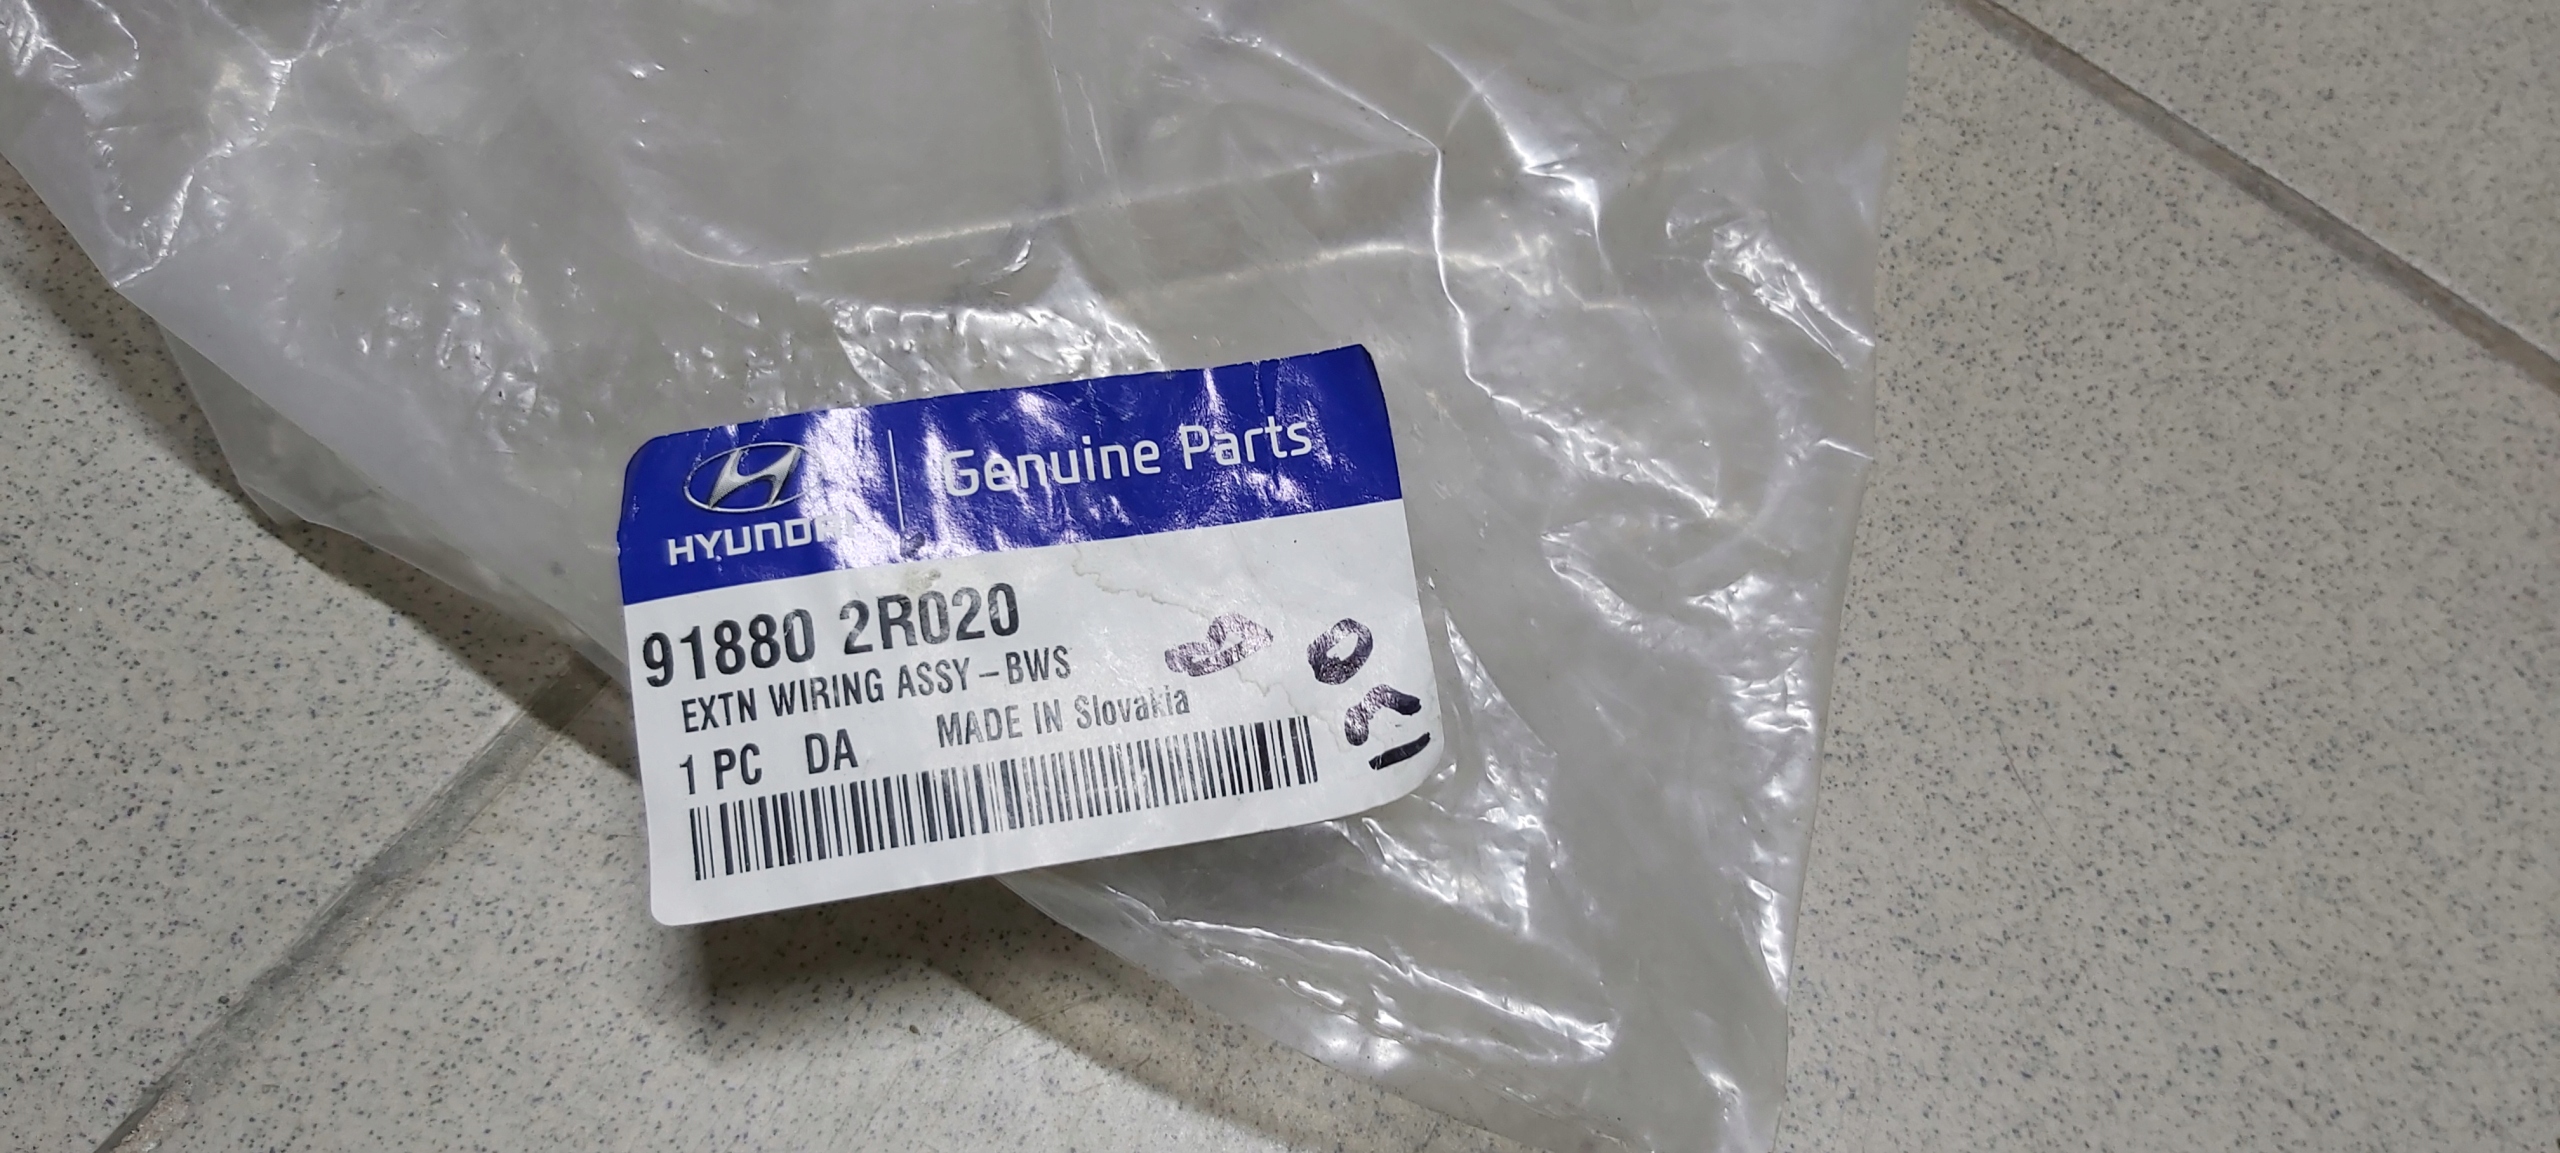 HYUNDAI
Genuine Parts
91880 2R020
EXTN WIRING ASSY-BWS
1 PC DA MADE IN Slovakia